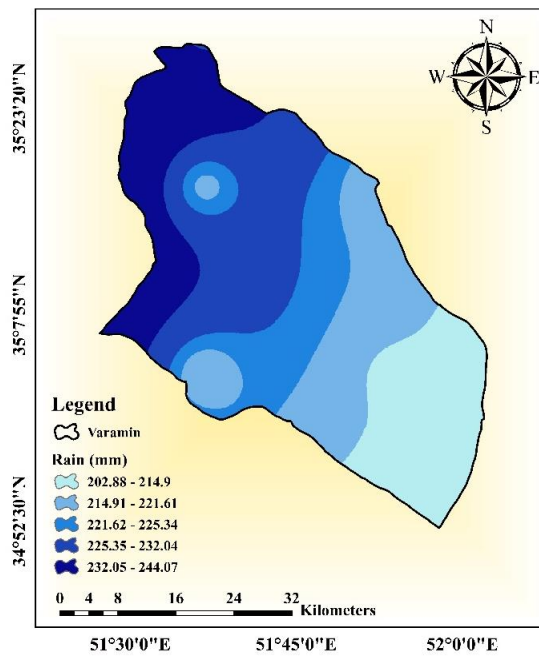 N
W E
S
35°23'20"N
35°7'55"N
34°52'30"N
Legend
Varamin
Rain (mm)
202.88 - 214.9
214.91 - 221.61
221.62 - 225.34
225.35 - 232.04
232.05 - 244.07
0 4 8 16 24 32
Kilometers
51°30'0"E 51°45'0"E 52°0'0"E